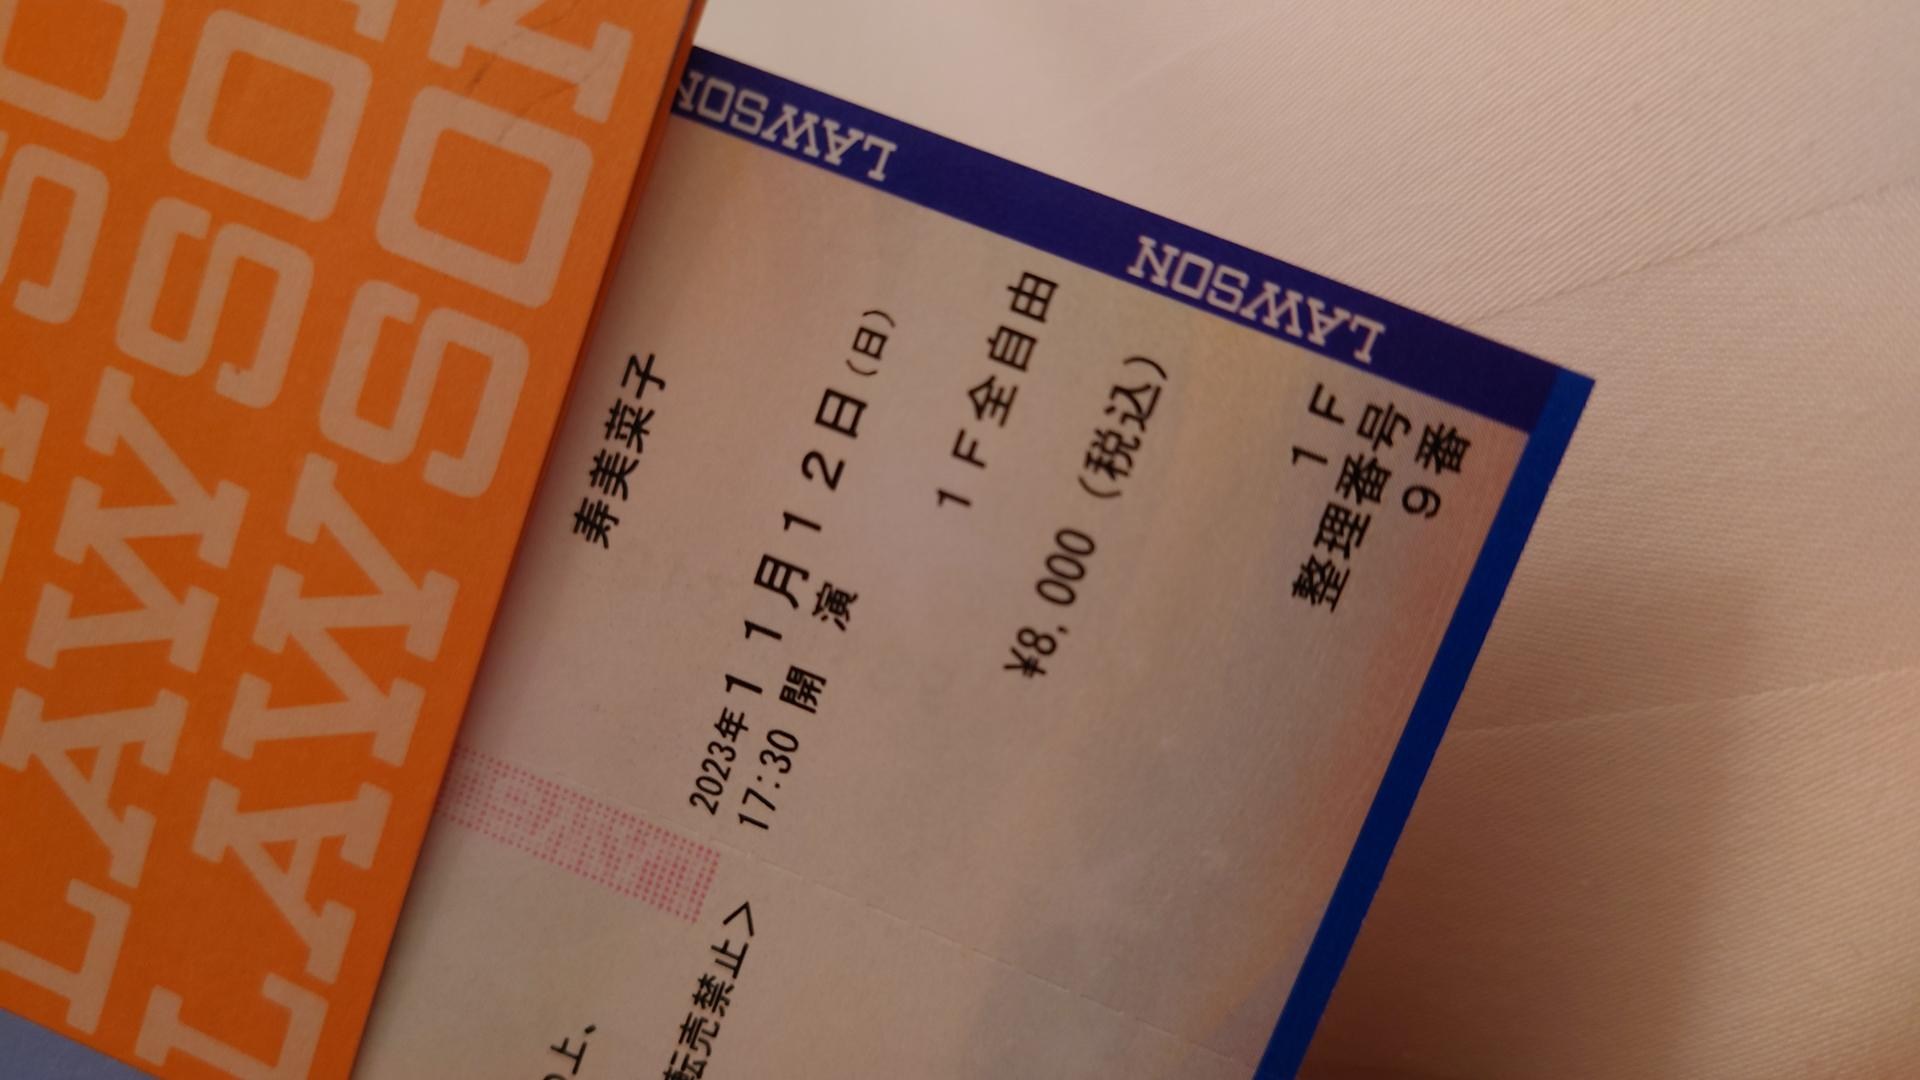 LAWSON
LAWSON
LAWSON LAWSON
寿美菜子
2023年11月12日(日)
17:30 開演
1F全自由
¥8,000 (税込)
1F
整理番号
9番
転売禁止>
の上、